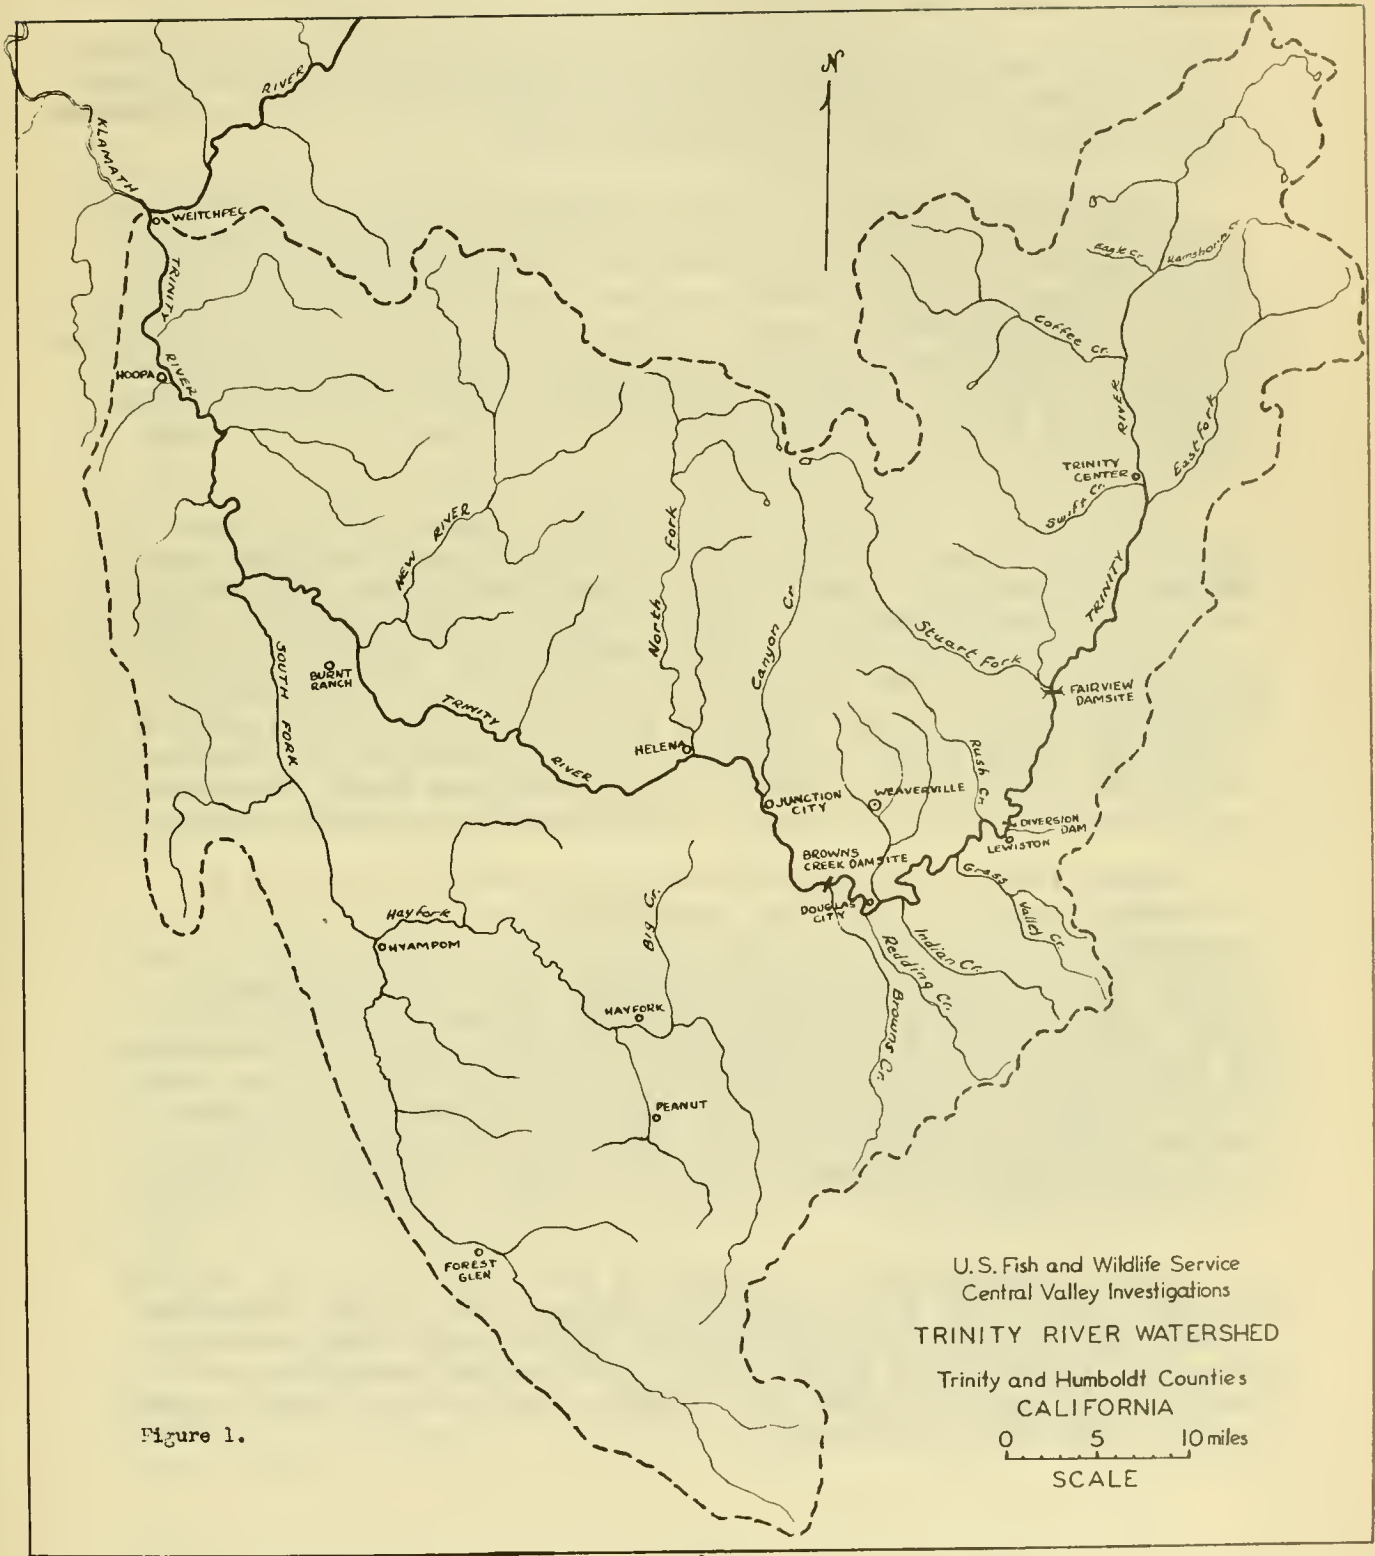 N
RIVER
KLAMATH
WEITCHPEC
TRINITY
RIVER
HOOPA
Eagle Cr.
Ramshorn Cr.
Coffee Cr.
RIVER
East Fork
TRINITY
CENTER
Swift Cr.
TRINITY
NEW RIVER
North Fork
Canyon Cr.
Stuart Fork
SOUTH FORK
BURNT
RANCH
TRINITY
RIVER
FAIRVIEW
DAMSITE
HELENA
Rush Cr.
JUNCTION
CITY
WEAVERVILLE
DIVERSION
DAM
LEWISTON
BROWNS
CREEK DAMSITE
Grass
Valley
Cr.
DOUGLAS
CITY
Indian Cr.
Redding Cr.
Browns Cr.
Big Cr.
Hayfork
HYAMPOM
HAYFORK
PEANUT
FOREST
GLEN
U.S. Fish and Wildlife Service
Central Valley Investigations
TRINITY RIVER WATERSHED
Trinity and Humboldt Counties
CALIFORNIA
0 5 10 miles
SCALE
Figure 1.